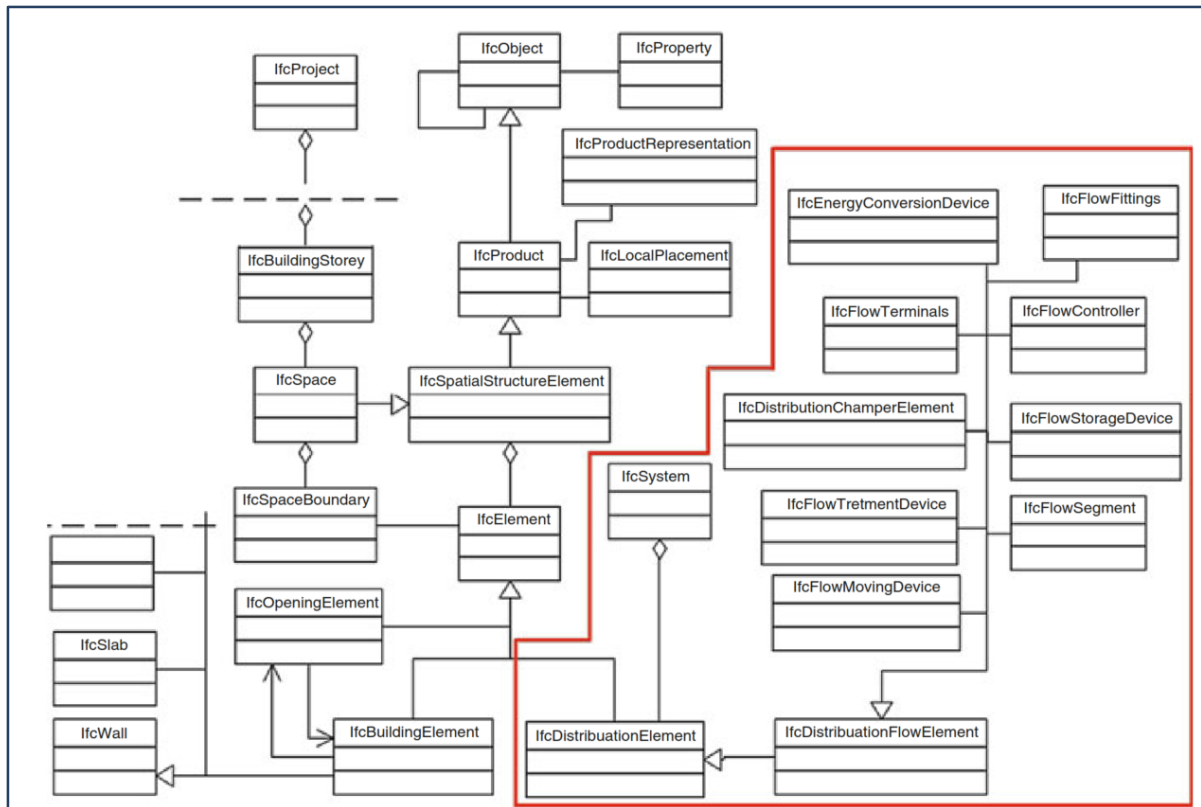 IfcObject
IfcProperty
IfcProject
IfcProductRepresentation
IfcEnergyConversionDevice
IfcFlowFittings
IfcBuildingStorey
IfcProduct
IfcLocalPlacement
IfcFlowTerminals
IfcFlowController
IfcSpace
IfcSpatialStructureElement
IfcDistributionChamperElement
IfcFlowStorageDevice
IfcSystem
IfcSpaceBoundary
IfcElement
IfcFlowTretmentDevice
IfcFlowSegment
IfcFlowMovingDevice
IfcOpeningElement
IfcSlab
IfcWall
IfcBuildingElement
IfcDistribuationElement
IfcDistribuationFlowElement